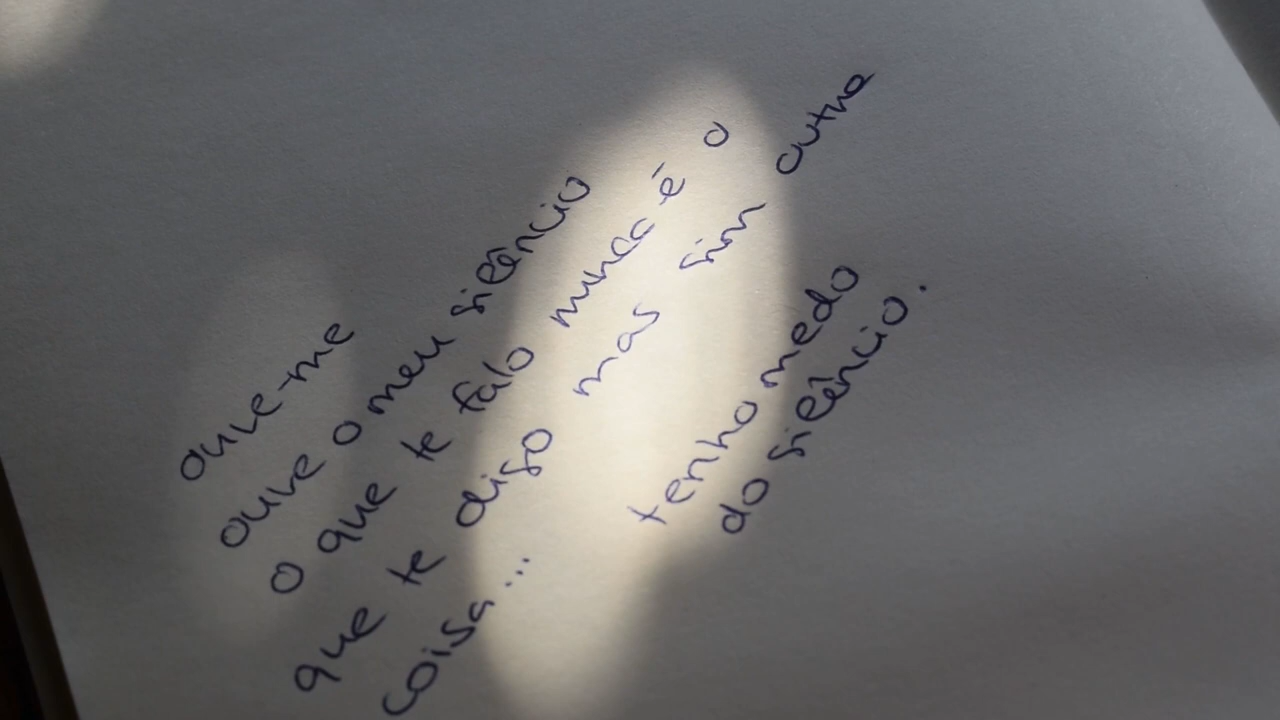 ouve-me
ouve o meu silêncio
o que te falo nunca é o
que te digo mas sim outra
coisa...
tenho medo
do silêncio.